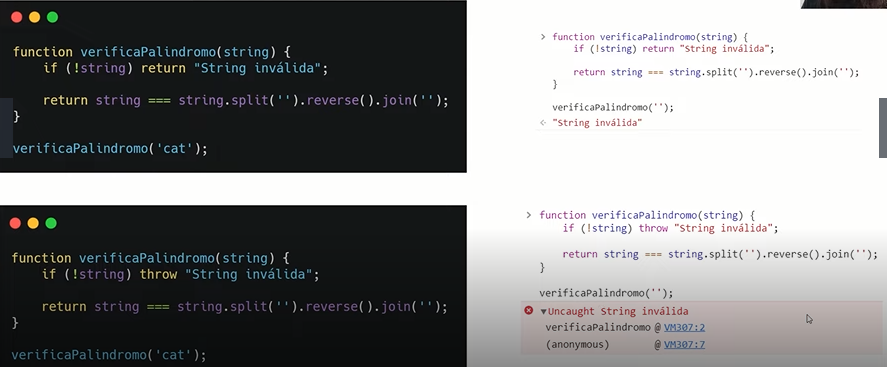 function verificaPalindromo(string) {
if (!string) return "String inválida";
return string === string.split('').reverse().join('');
}
verificaPalindromo('cat');
> function verificaPalindromo(string) {
if (!string) return "String inválida";
return string === string.split('').reverse().join('');
}
verificaPalindromo('');
"String inválida"
function verificaPalindromo(string) {
if (!string) throw "String inválida";
return string === string.split('').reverse().join('');
}
verificaPalindromo('cat');
> function verificaPalindromo(string) {
if (!string) throw "String inválida";
return string === string.split('').reverse().join('');
}
verificaPalindromo('');
Uncaught String inválida
verificaPalindromo @ VM307:2
(anonymous) @ VM307:7